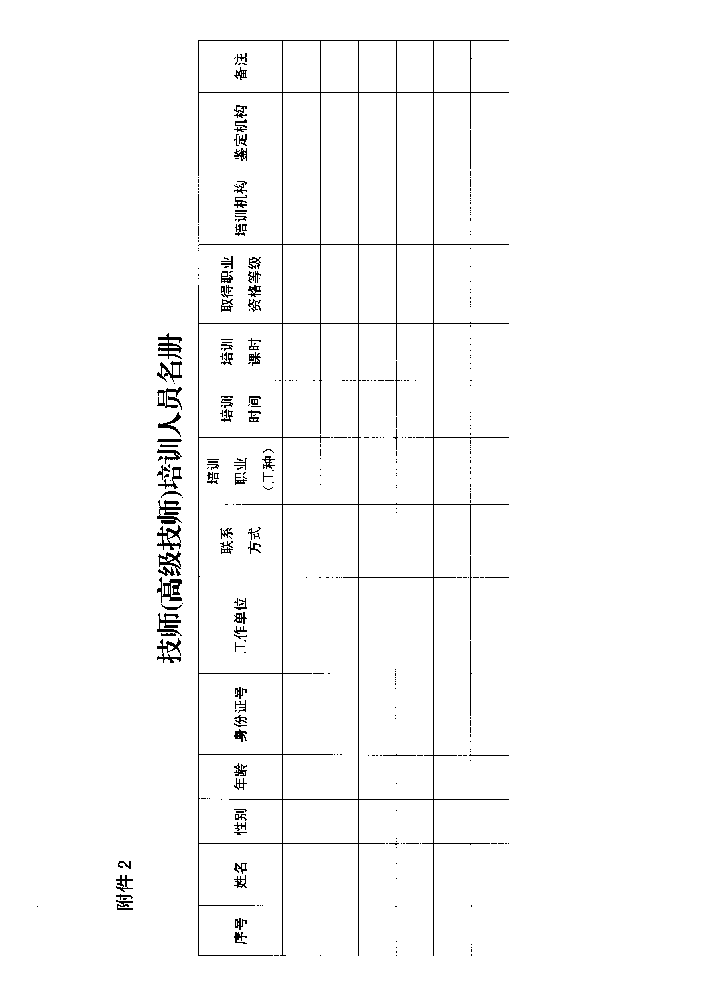 附件2
技师(高级技师)培训人员名册
序号
姓名
性别
年龄
身份证号
工作单位
联系
方式
培训
职业
（工种）
培训
时间
培训
课时
取得职业
资格等级
培训机构
鉴定机构
备注